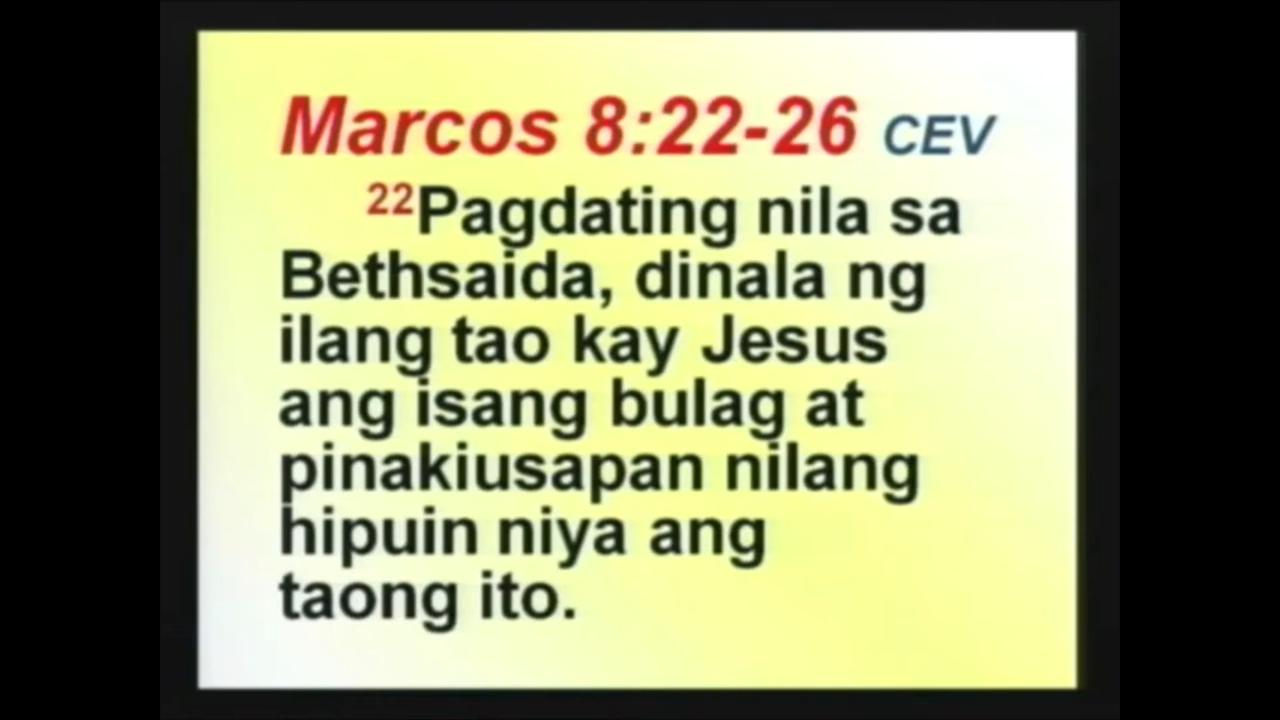 Marcos 8:22-26 CEV
22Pagdating nila sa
Bethsaida, dinala ng
ilang tao kay Jesus
ang isang bulag at
pinakiusapan nilang
hipuin niya ang
taong ito.